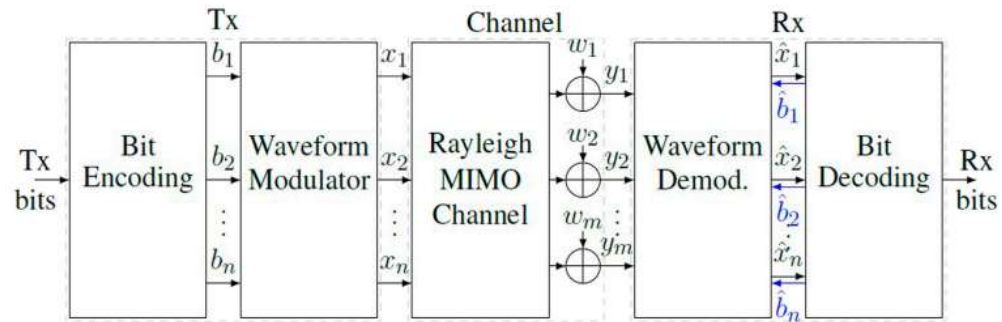 Tx
Channel
Rx
Tx
bits
Bit
Encoding
b₁
b₂
⋮
bₙ
Waveform
Modulator
x₁
x₂
⋮
xₙ
Rayleigh
MIMO
Channel
w₁
w₂
wₘ
y₁
y₂
⋮
yₘ
Waveform
Demod.
x̂₁
b̂₁
x̂₂
b̂₂
⋮
x̂ₙ
b̂ₙ
Bit
Decoding
Rx
bits